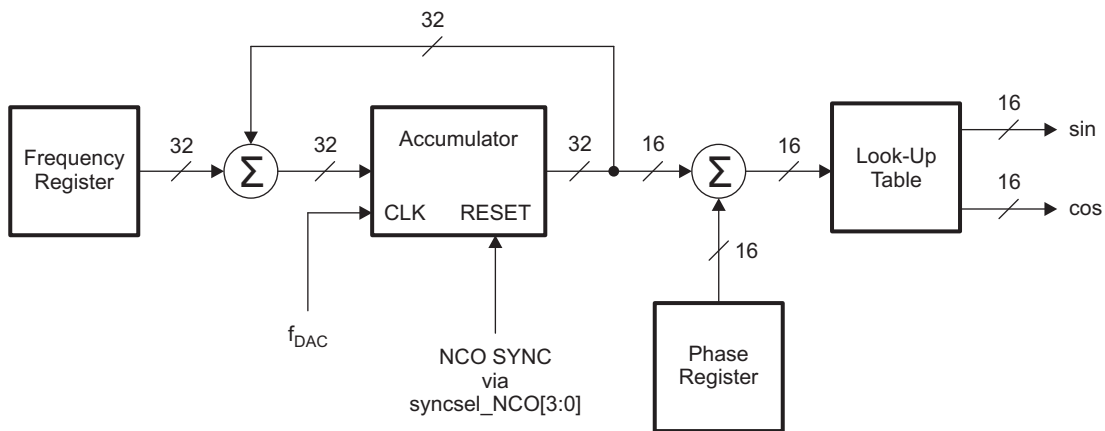 32
Frequency
Register
32
Σ
32
Accumulator
CLK
RESET
32
16
Σ
16
Look-Up
Table
16
sin
16
cos
16
f_DAC
NCO SYNC
via
syncsel_NCO[3:0]
Phase
Register